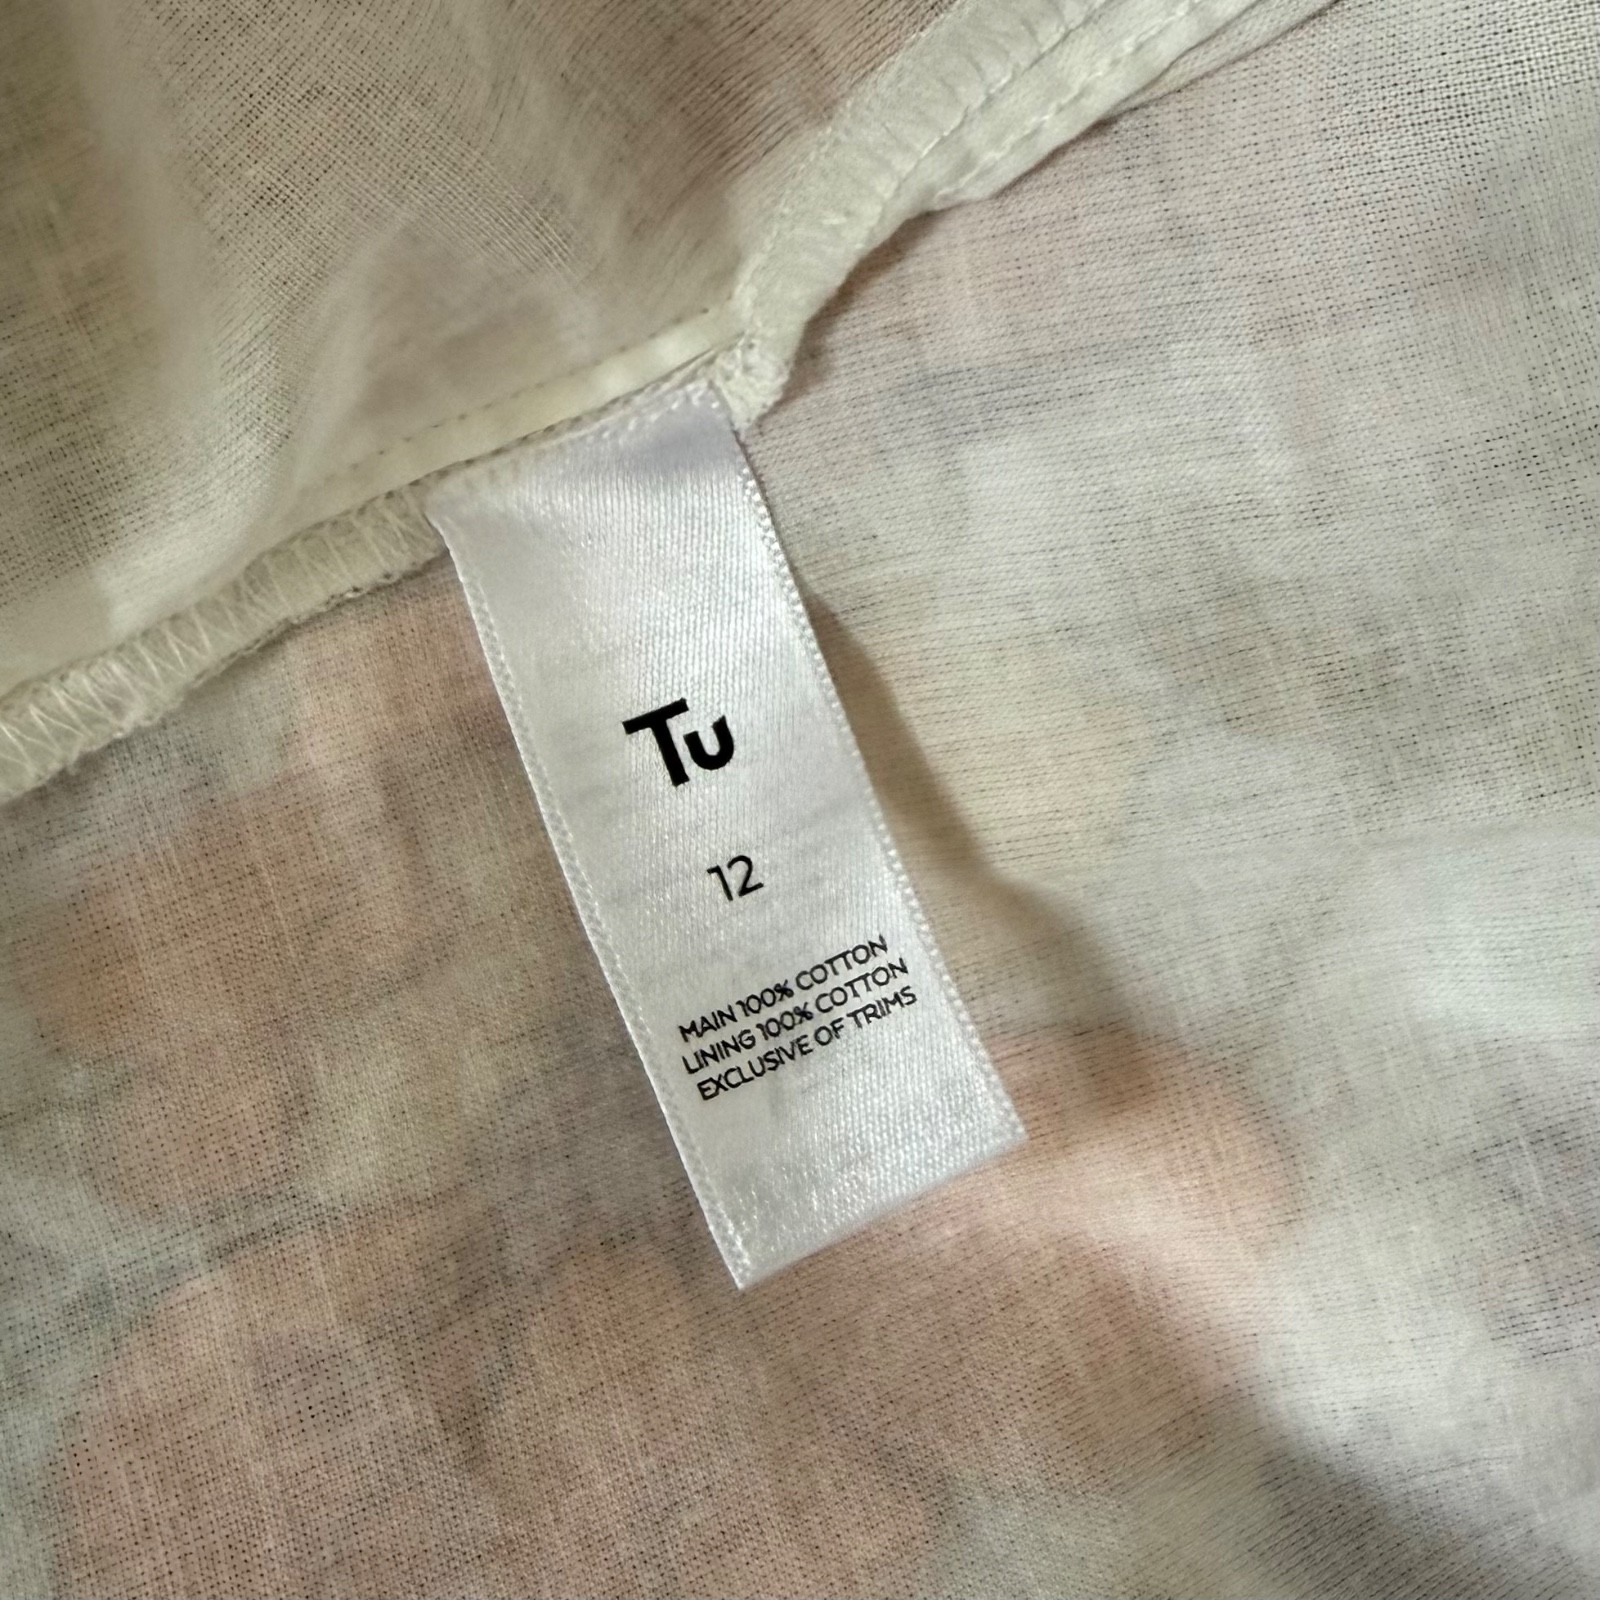 Tu
12
MAIN 100% COTTON
LINING 100% COTTON
EXCLUSIVE OF TRIMS